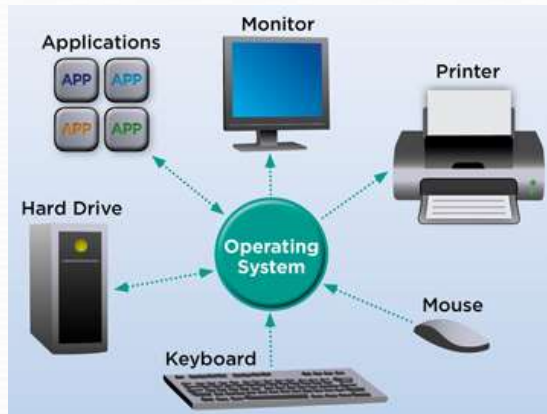 Monitor
Applications
Printer
APP APP
APP APP
Hard Drive
Operating
System
Mouse
Keyboard